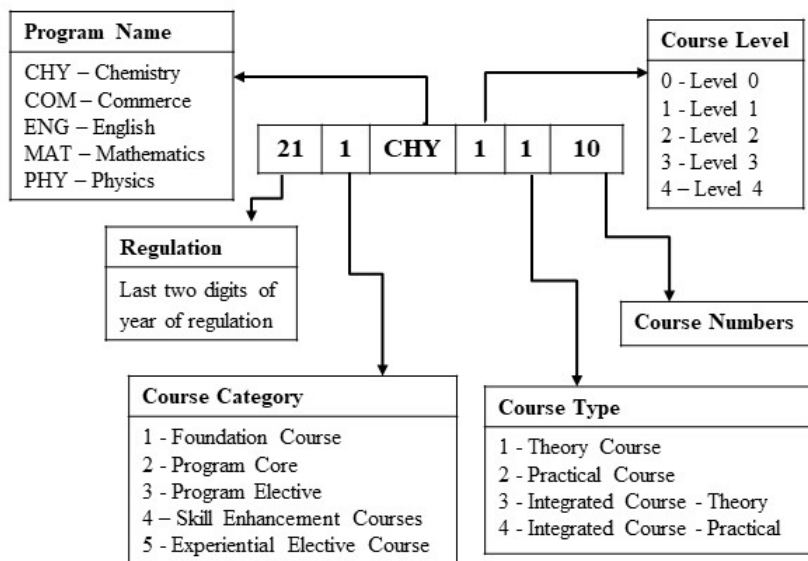 Program Name
CHY – Chemistry
COM – Commerce
ENG – English
MAT – Mathematics
PHY – Physics
Course Level
0 - Level 0
1 - Level 1
2 - Level 2
3 - Level 3
4 – Level 4
21 1 CHY 1 1 10
Regulation
Last two digits of
year of regulation
Course Numbers
Course Category
1 - Foundation Course
2 - Program Core
3 - Program Elective
4 – Skill Enhancement Courses
5 - Experiential Elective Course
Course Type
1 - Theory Course
2 - Practical Course
3 - Integrated Course - Theory
4 - Integrated Course - Practical